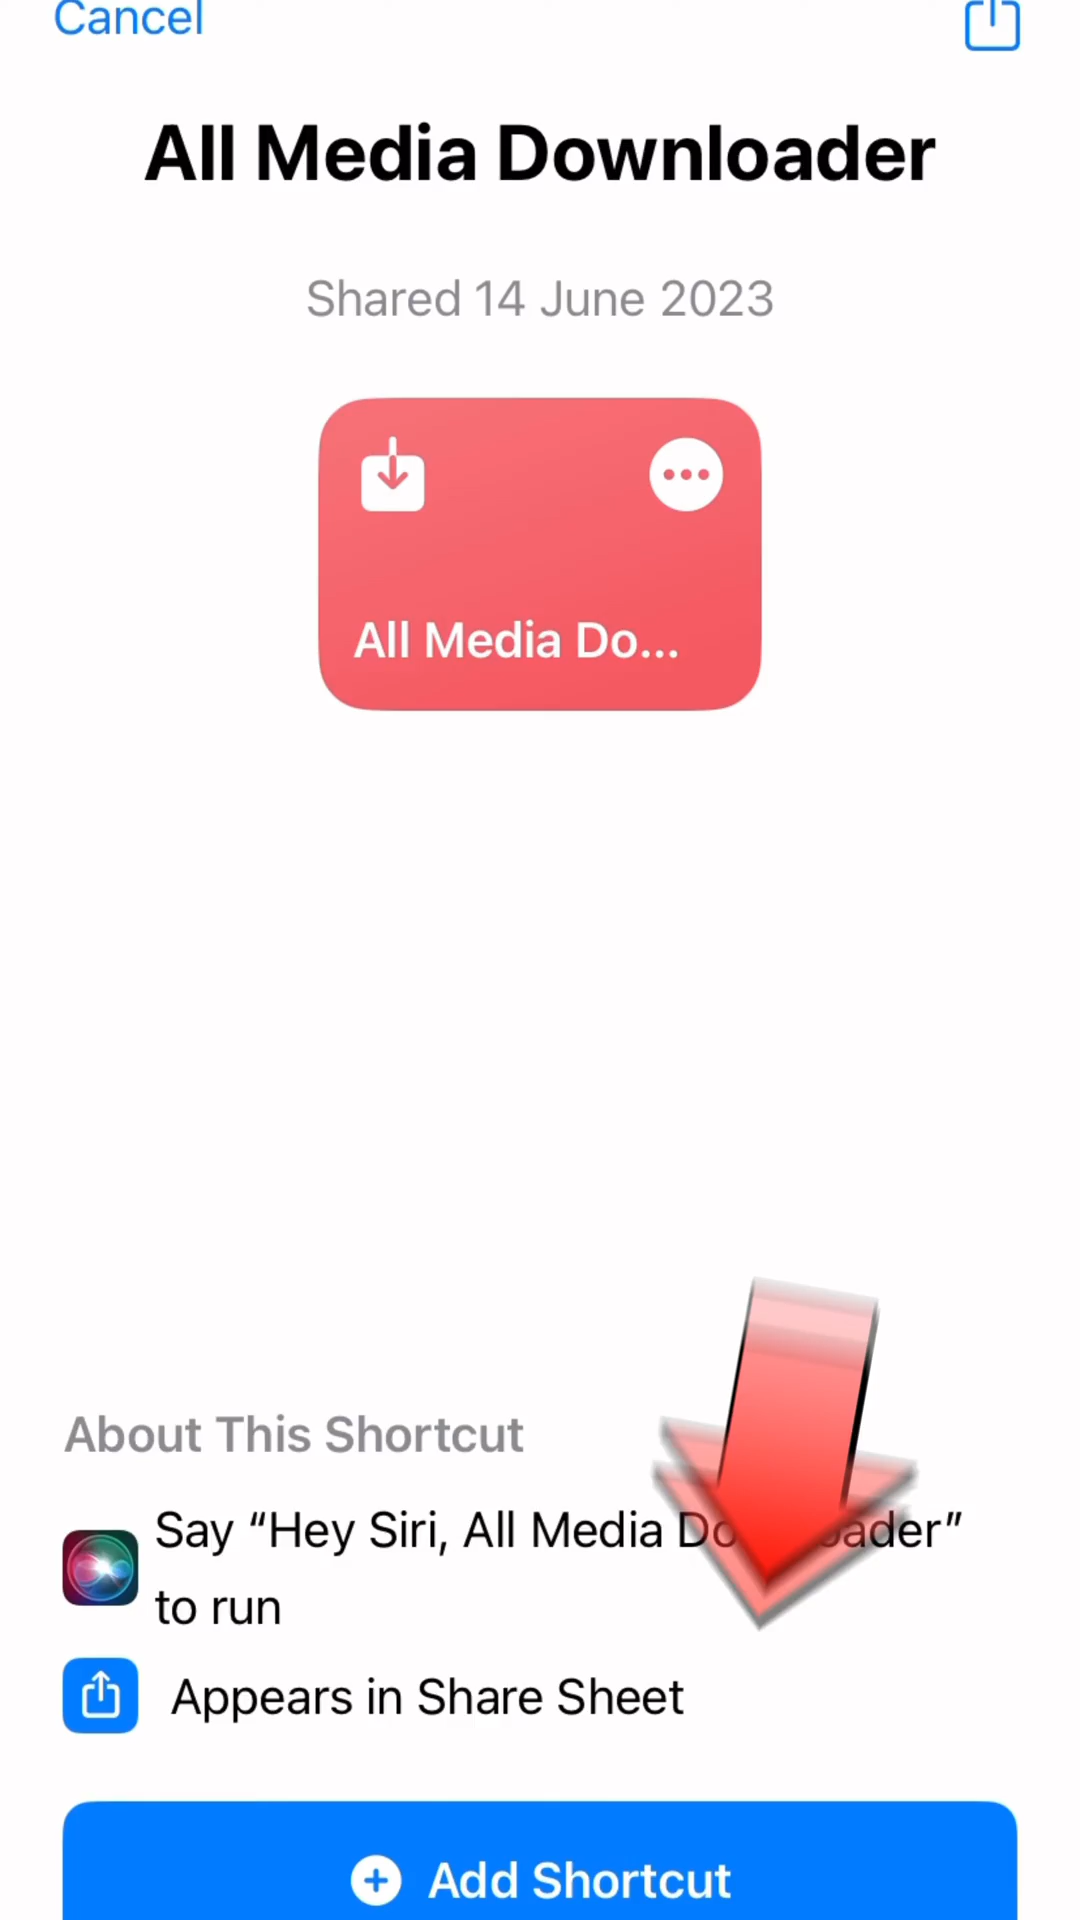 Cancel
All Media Downloader
Shared 14 June 2023
All Media Do...
About This Shortcut
Say “Hey Siri, All Media Downloader”
to run
Appears in Share Sheet
Add Shortcut